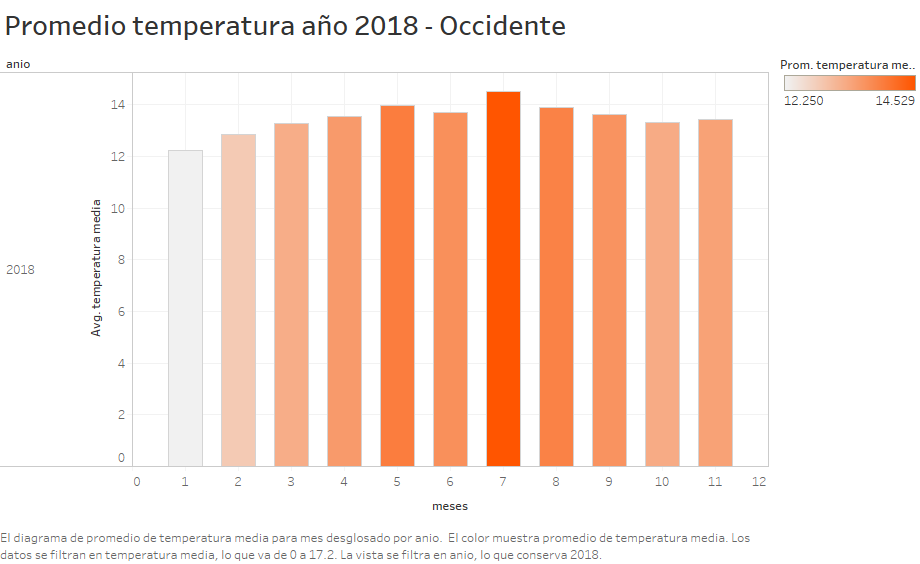 Promedio temperatura año 2018 - Occidente
anio
Prom. temperatura me..
12.250 14.529
14
12
10
8
6
4
2
0
Avg. temperatura media
2018
0 1 2 3 4 5 6 7 8 9 10 11 12
meses
El diagrama de promedio de temperatura media para mes desglosado por anio. El color muestra promedio de temperatura media. Los
datos se filtran en temperatura media, lo que va de 0 a 17.2. La vista se filtra en anio, lo que conserva 2018.